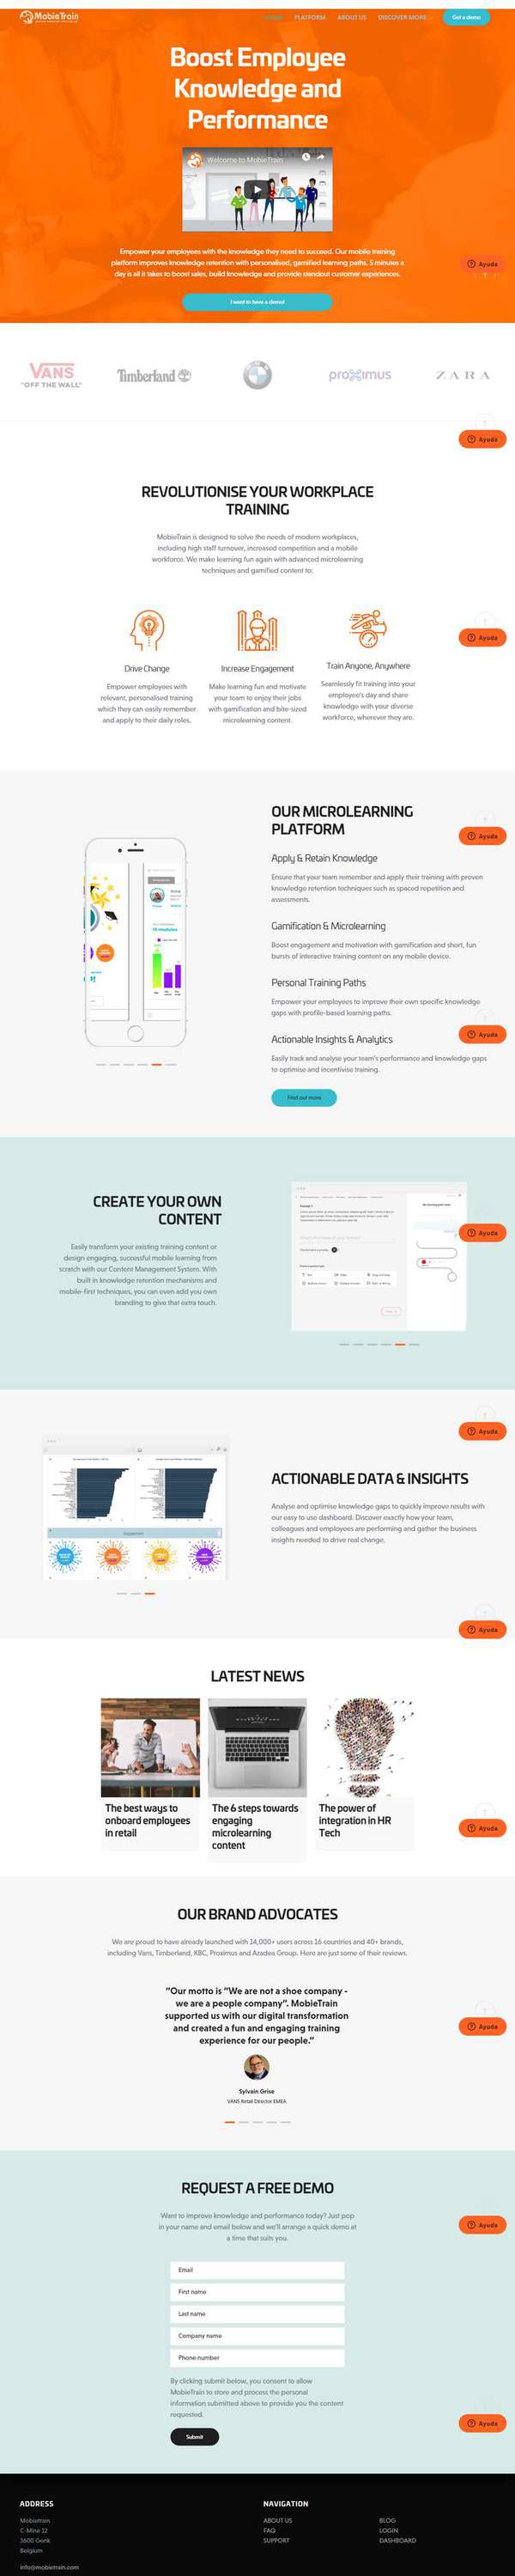 MobieTrain
PLATFORM
ABOUT US
DISCOVER MORE
Get a demo
Boost Employee
Knowledge and
Performance
Welcome to MobieTrain
Empower your employees with the knowledge they need to succeed. Our mobile training
platform improves knowledge retention with personalised, gamified learning paths. 5 minutes a
day is all it takes to boost sales, build knowledge and provide standout customer experiences.
Ayuda
I want to have a demo!
VANS
"OFF THE WALL"
Timberland
proximus
ZARA
Ayuda
REVOLUTIONISE YOUR WORKPLACE
TRAINING
MobieTrain is designed to solve the needs of modern workplaces,
including high staff turnover, increased competition and a mobile
workforce. We make learning fun again with advanced microlearning
techniques and gamified content to:
Ayuda
Drive Change
Empower employees with
relevant, personalised training
which they can easily remember
and apply to their daily roles.
Increase Engagement
Make learning fun and motivate
your team to enjoy their jobs
with gamification and bite-sized
microlearning content.
Train Anyone, Anywhere
Seamlessly fit training into your
employee's day and share
knowledge with your diverse
workforce, wherever they are.
OUR MICROLEARNING
PLATFORM
Ayuda
Apply & Retain Knowledge
Ensure that your team remember and apply their training with proven
knowledge retention techniques such as spaced repetition and
assessments.
Gamification & Microlearning
Boost engagement and motivation with gamification and short, fun
bursts of interactive training content on any mobile device.
Personal Training Paths
Empower your employees to improve their own specific knowledge
gaps with profile-based learning paths.
Ayuda
Actionable Insights & Analytics
Easily track and analyse your team's performance and knowledge gaps
to optimise and incentivise training.
Find out more
CREATE YOUR OWN
CONTENT
Easily transform your existing training content or
design engaging, successful mobile learning from
scratch with our Content Management System. With
built in knowledge retention mechanisms and
mobile-first techniques, you can even add you own
branding to give that extra touch.
Ayuda
Ayuda
ACTIONABLE DATA & INSIGHTS
Analyse and optimise knowledge gaps to quickly improve results with
our easy to use dashboard. Discover exactly how your team,
colleagues and employees are performing and gather the business
insights needed to drive real change.
Ayuda
LATEST NEWS
The best ways to
onboard employees
in retail
The 6 steps towards
engaging
microlearning
content
The power of
integration in HR
Tech
Ayuda
OUR BRAND ADVOCATES
We are proud to have already launched with 14,000+ users across 16 countries and 40+ brands,
including Vans, Timberland, KBC, Proximus and Azadea Group. Here are just some of their reviews.
"Our motto is "We are not a shoe company -
we are a people company". MobieTrain
supported us with our digital transformation
and created a fun and engaging training
experience for our people."
Ayuda
Sylvain Orise
VANS Retail Director EMEA
REQUEST A FREE DEMO
Want to improve knowledge and performance today? Just pop
in your name and email below and we'll arrange a quick demo at
a time that suits you.
Ayuda
Email
First name
Last name
Company name
Phone number
By clicking submit below, you consent to allow
MobieTrain to store and process the personal
information submitted above to provide you the content
requested.
Ayuda
Submit
ADDRESS
Mobietrain
C-Mine 12
3600 Genk
Belgium
info@mobietrain.com
NAVIGATION
ABOUT US
FAQ
SUPPORT
BLOG
LOGIN
DASHBOARD